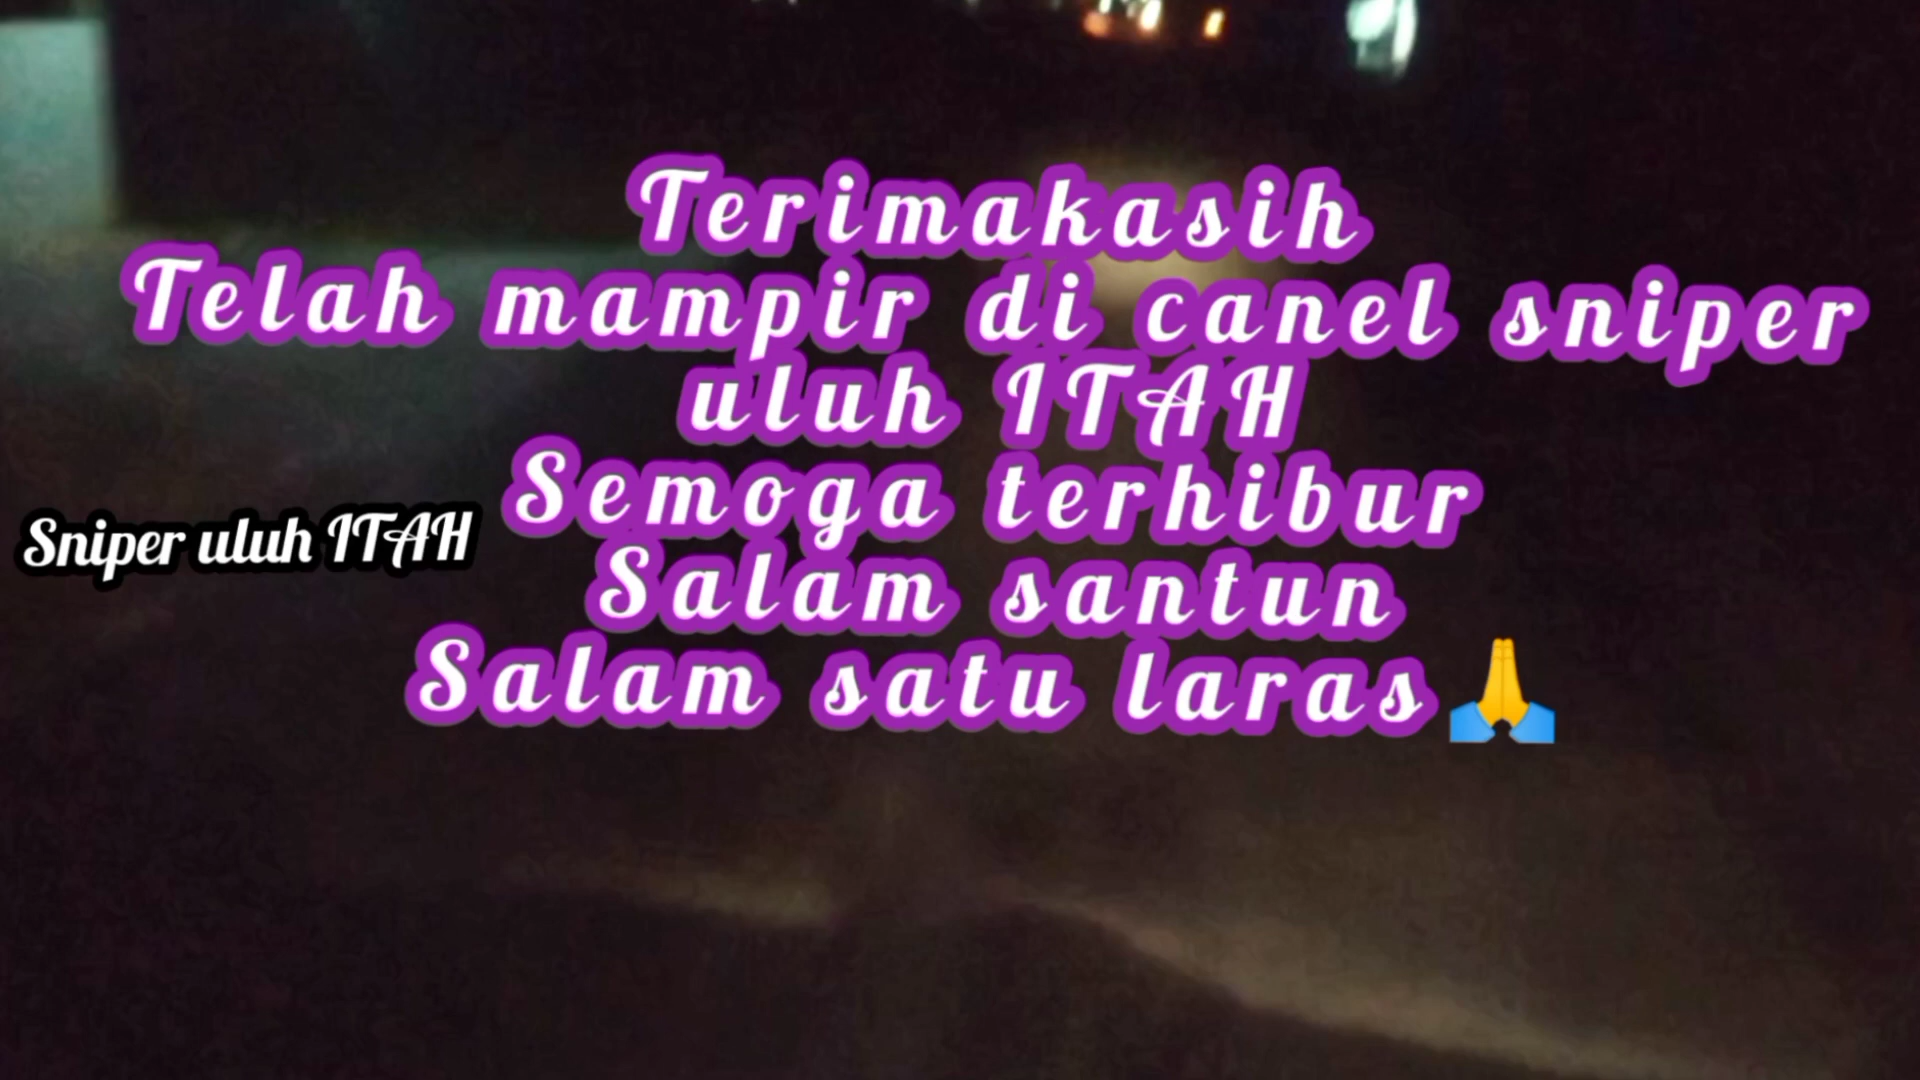 Terimakasih
Telah mampir di canel sniper
uluh ITAH
Semoga terhibur
Salam santun
Salam satu laras🙏
Sniper uluh ITAH